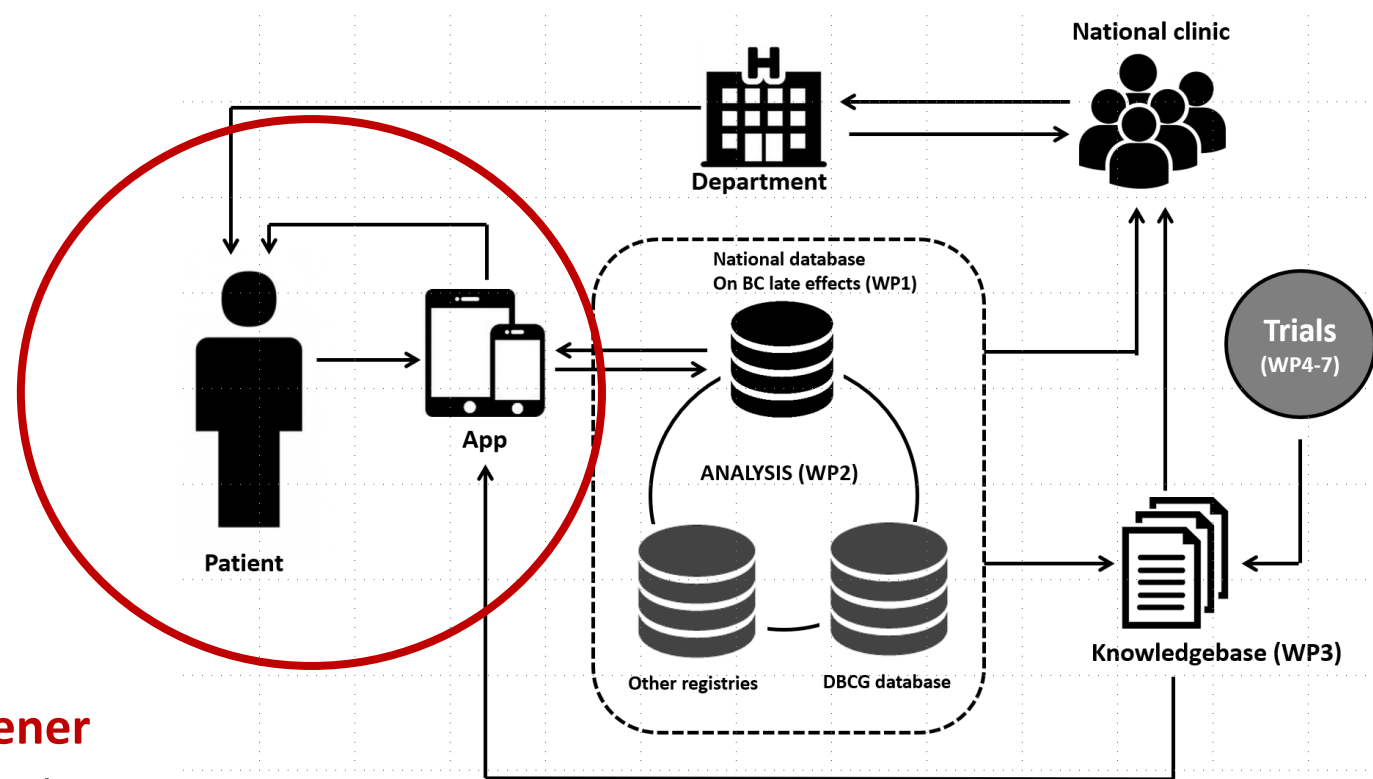 National clinic
H
Department
National database
On BC late effects (WP1)
Trials
(WP4-7)
App
ANALYSIS (WP2)
Patient
Knowledgebase (WP3)
Other registries
DBCG database
ener